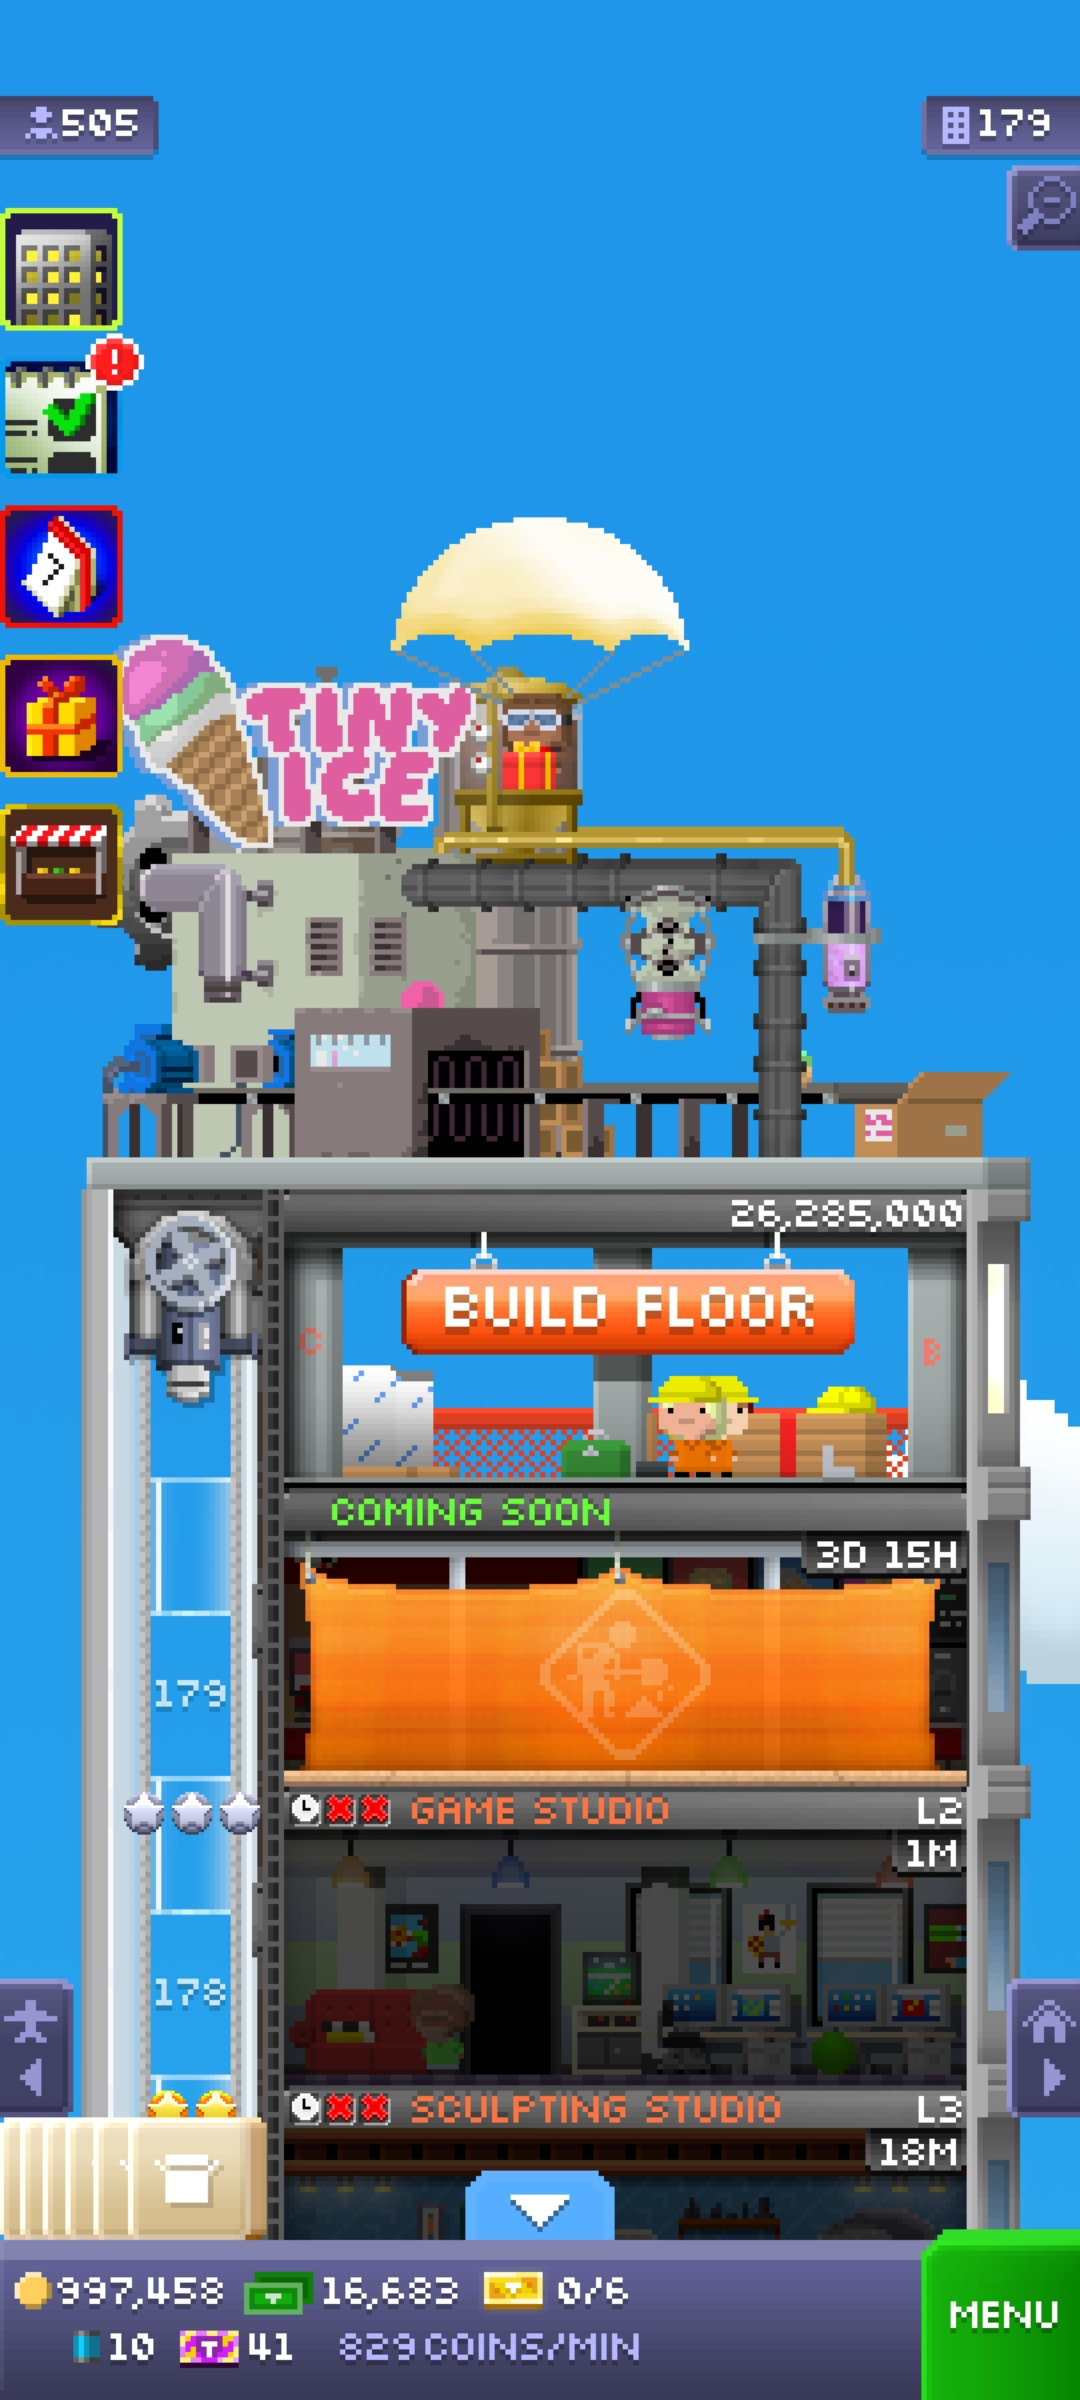 505
179
TINY
ICE
26,285,000
BUILD FLOOR
C
B
COMING SOON
3D 15H
179
GAME STUDIO
L2
1M
178
SCULPTING STUDIO
L3
18M
997,458
16,683
0/6
10
T
41
829 COINS/MIN
MENU